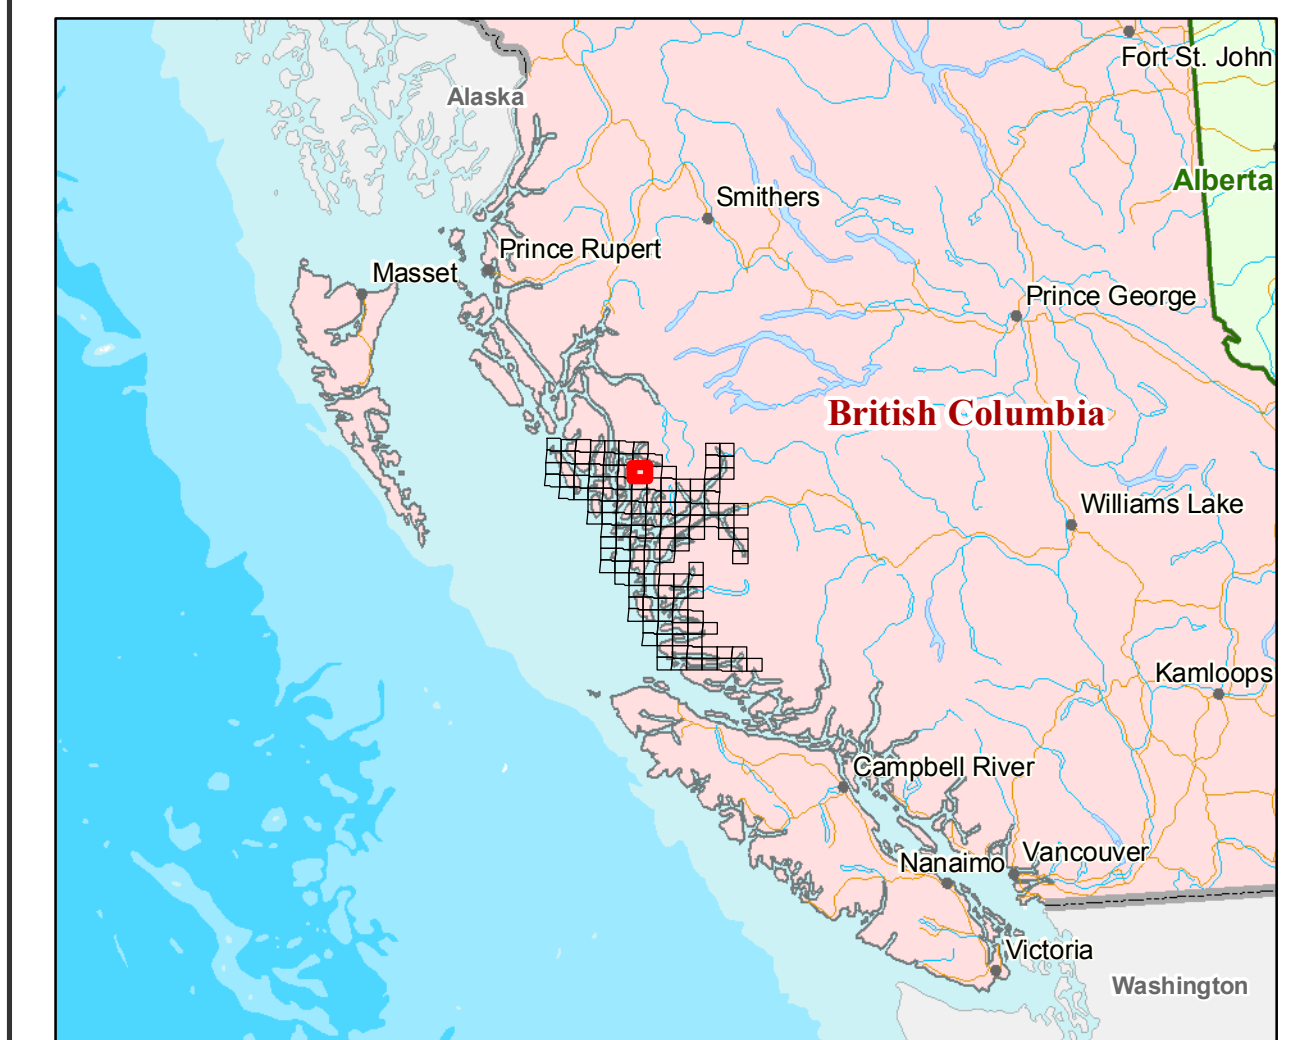 Fort St. John
Alaska
Alberta
Smithers
Prince Rupert
Masset
Prince George
British Columbia
Williams Lake
Kamloops
Campbell River
Vancouver
Nanaimo
Victoria
Washington